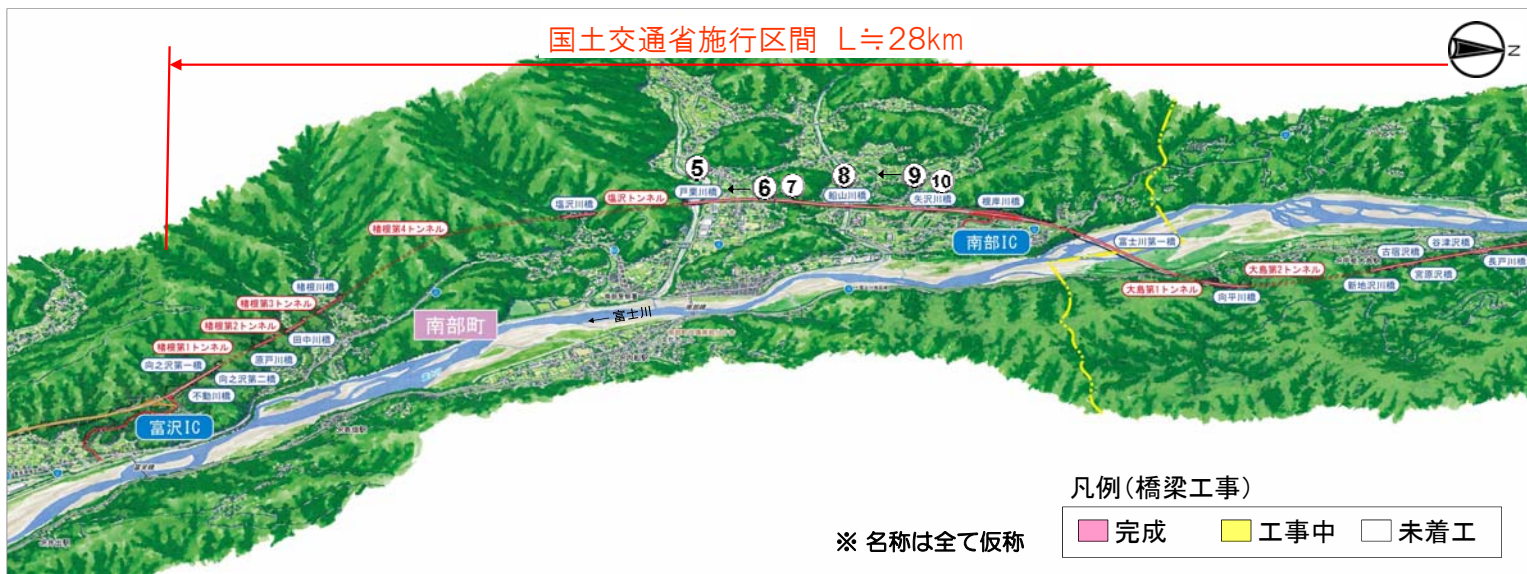 国土交通省施行区間 L≒28km
N
⑤
⑥
⑦
⑧
⑨
⑩
戸栗川橋
船山川橋
矢沢川橋
根岸川橋
塩沢川橋
塩沢トンネル
南部IC
富士川第一橋
楮根第4トンネル
大島第1トンネル
大島第2トンネル
向平川橋
新地沢川橋
古宿沢橋
宮原沢橋
谷津沢橋
長戸川橋
楮根川橋
楮根第3トンネル
楮根第2トンネル
楮根第1トンネル
田中川橋
原戸川橋
向之沢第一橋
向之沢第二橋
不動川橋
南部町
←富士川
富沢IC
凡例(橋梁工事)
完成 工事中 未着工
※ 名称は全て仮称